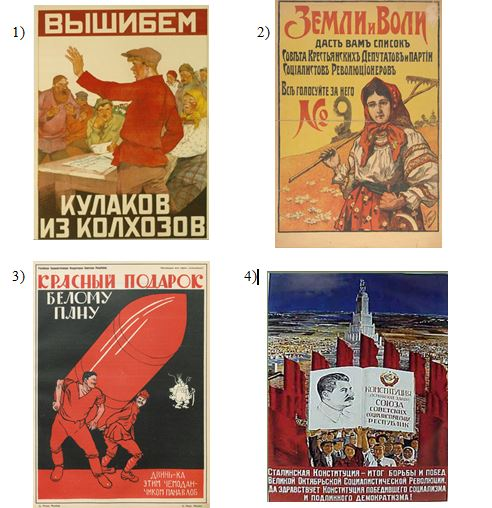 1)
ВЫШИБЕМ
КУЛАКОВ
ИЗ КОЛХОЗОВ
2)
ЗЕМЛИ и ВОЛИ
ДАСТЬ ВАМЪ СПИСОКЪ
СОВѢТА КРЕСТЬЯНСКИХЪ ДЕПУТАТОВЪ и ПАРТІИ
СОЦІАЛИСТОВЪ РЕВОЛЮЦІОНЕРОВЪ
ВСѢ ГОЛОСУЙТЕ ЗА НЕГО
№ 9
3)
КРАСНЫЙ ПОДАРОК
БЕЛОМУ
ПАНУ
ДВИНЬ-КА
ЭТИМ ЧЕМОДАН-
ЧИКОМ ПАНА В ЛОБ
4)
КОНСТИТУЦИЯ
СОЮЗА
СОВЕТСКИХ
СОЦИАЛИСТИЧЕСКИХ
РЕСПУБЛИК
СТАЛИНСКАЯ КОНСТИТУЦИЯ – ИТОГ БОРЬБЫ И ПОБЕД
ВЕЛИКОЙ ОКТЯБРЬСКОЙ СОЦИАЛИСТИЧЕСКОЙ РЕВОЛЮЦИИ.
ДА ЗДРАВСТВУЕТ КОНСТИТУЦИЯ ПОБЕДИВШЕГО СОЦИАЛИЗМА
И ПОДЛИННОГО ДЕМОКРАТИЗМА!